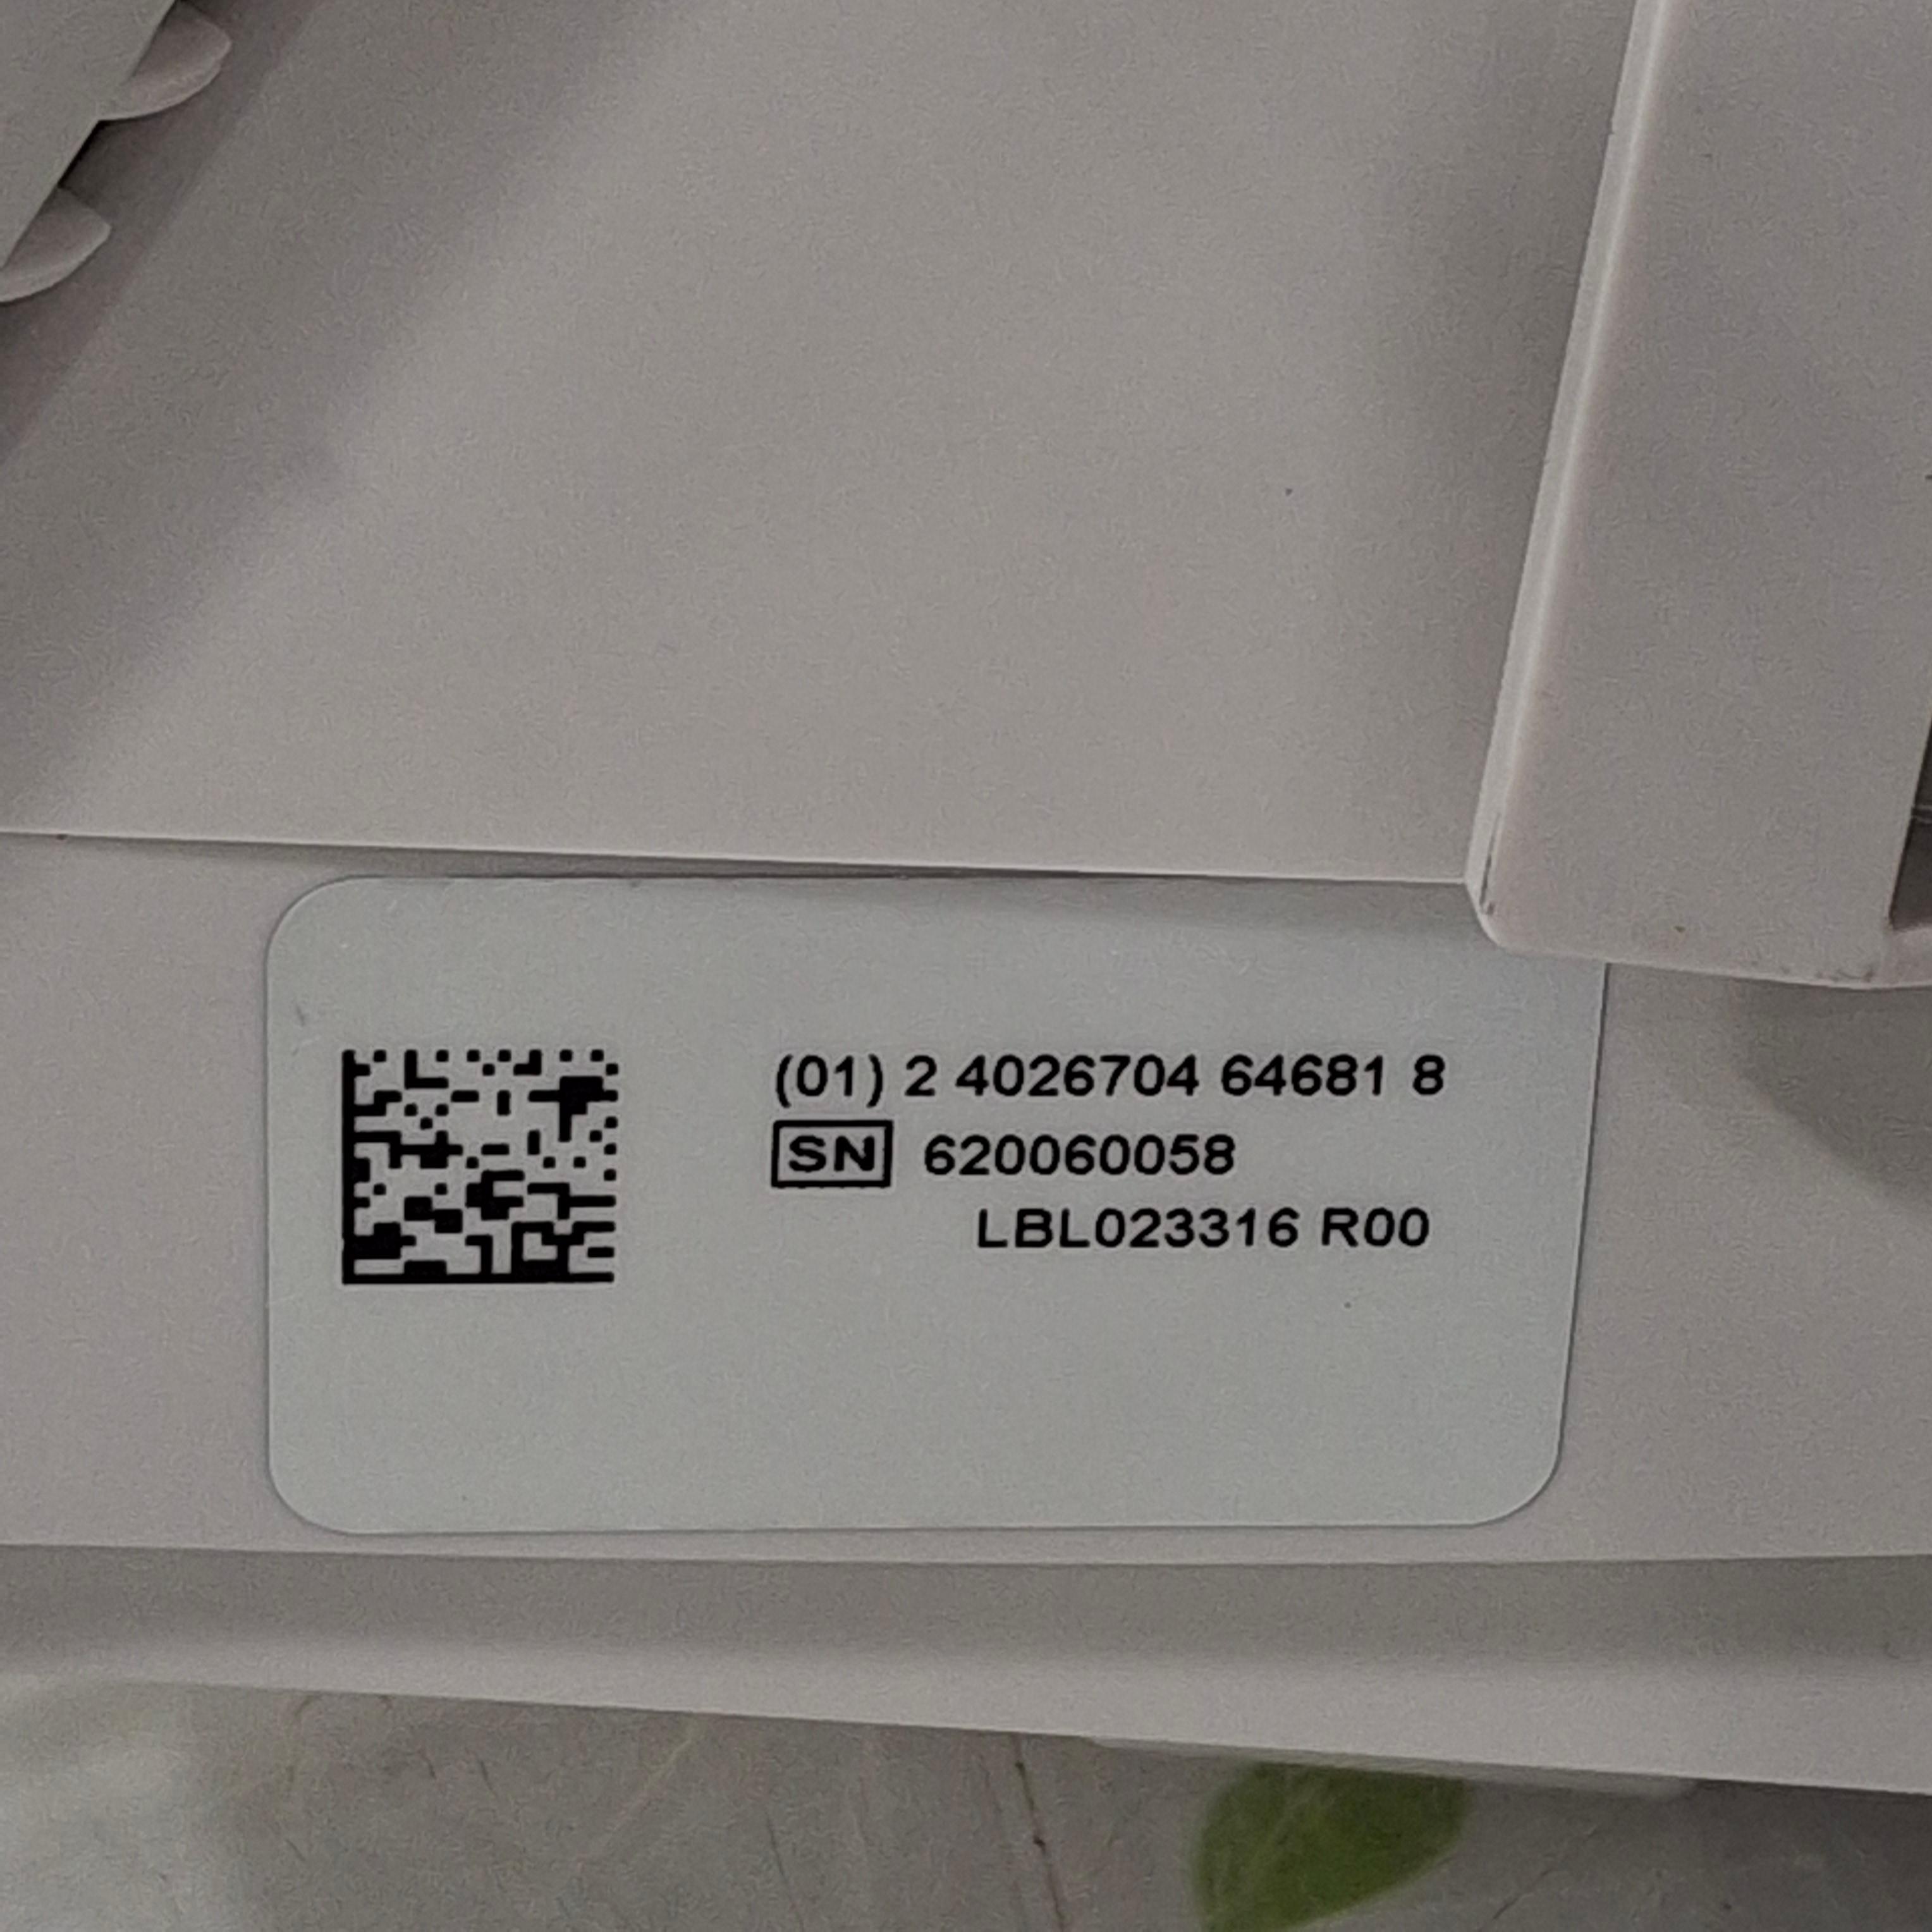 (01) 2 4026704 64681 8
SN 620060058
LBL023316 R00